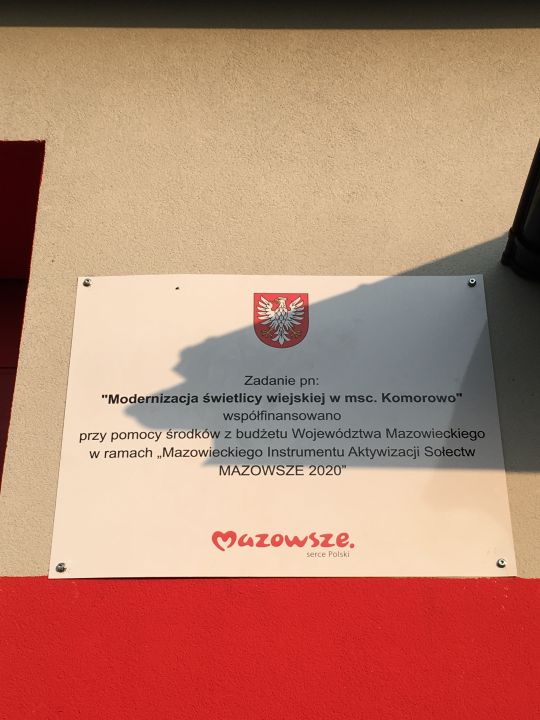 Zadanie pn:
"Modernizacja świetlicy wiejskiej w msc. Komorowo"
współfinansowano
przy pomocy środków z budżetu Województwa Mazowieckiego
w ramach „Mazowieckiego Instrumentu Aktywizacji Sołectw
MAZOWSZE 2020"
Mazowsze.
serce Polski